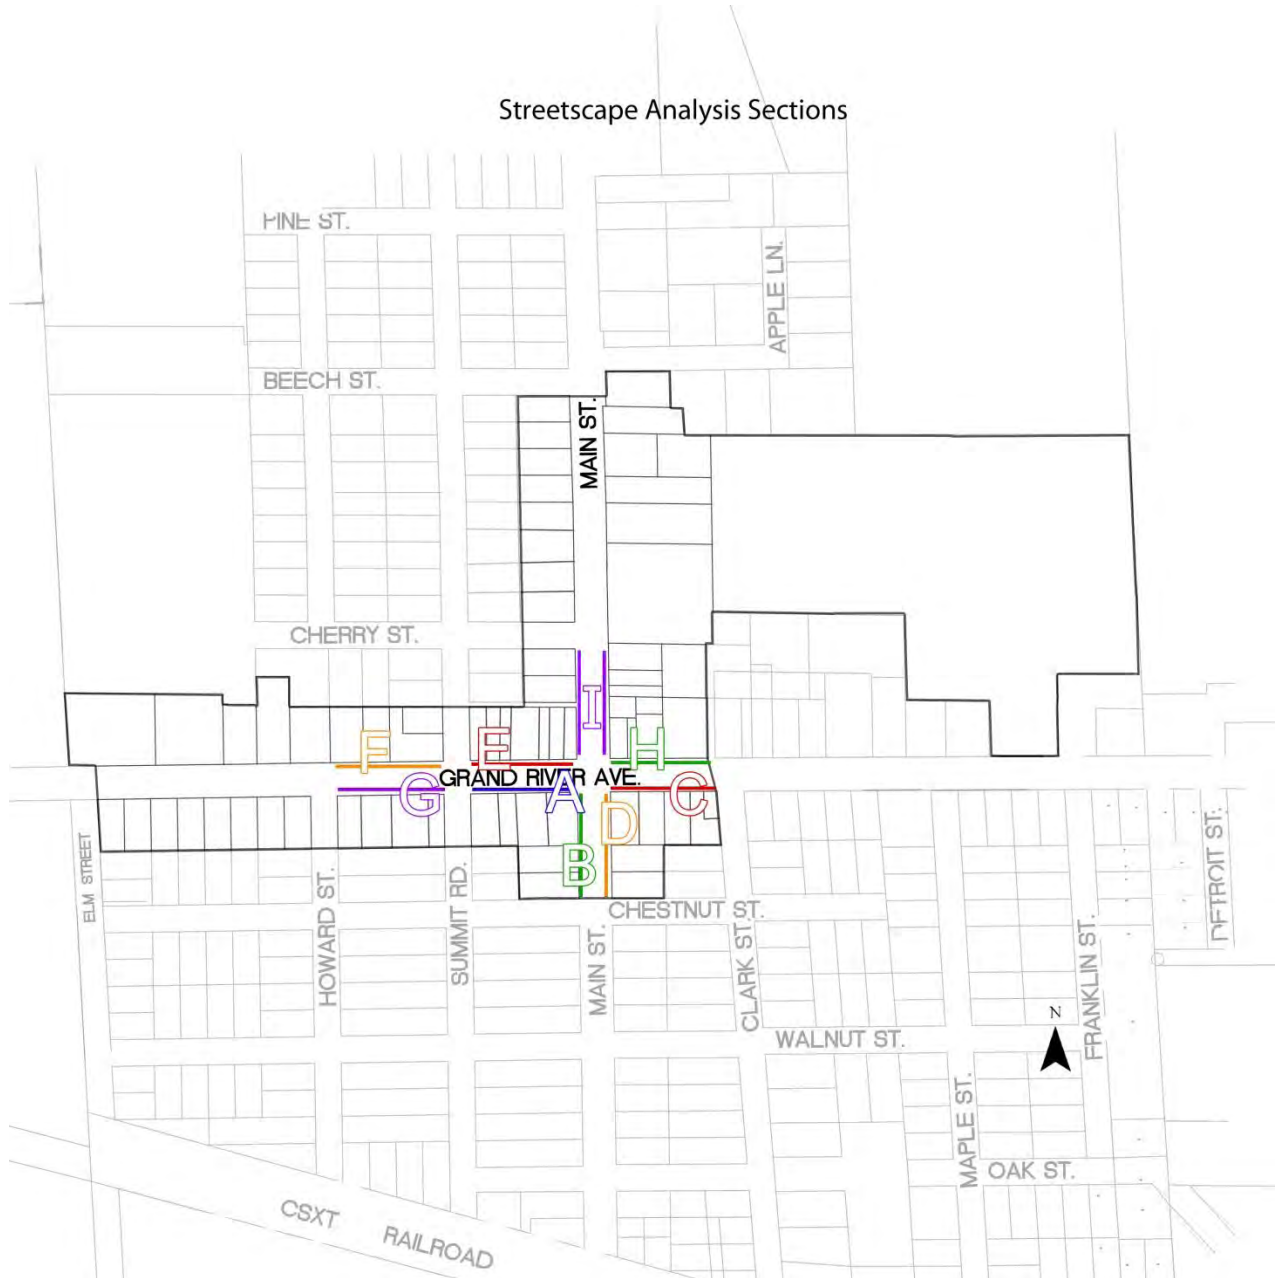 Streetscape Analysis Sections
PINE ST.
APPLE LN.
BEECH ST.
MAIN ST.
CHERRY ST.
I
F
E
H
GRAND RIVER AVE.
G
A
C
D
B
ELM STREET
HOWARD ST.
SUMMIT RD.
MAIN ST.
CHESTNUT ST.
CLARK ST.
DETROIT ST.
FRANKLIN ST.
N
WALNUT ST.
MAPLE ST.
OAK ST.
CSXT RAILROAD